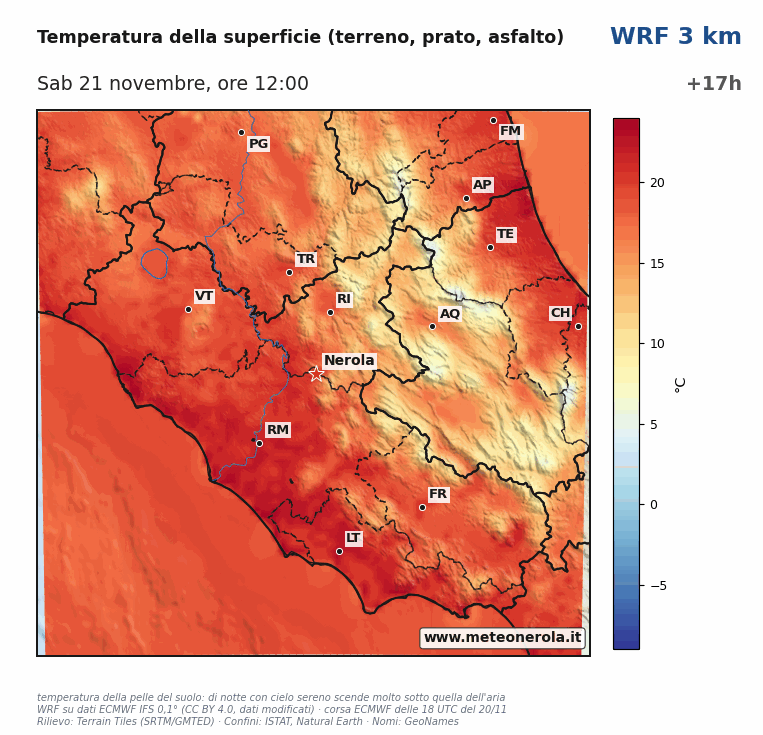 Temperatura della superficie (terreno, prato, asfalto)
WRF 3 km
Sab 21 novembre, ore 12:00
+17h
PG
FM
AP
TE
TR
VT
RI
AQ
CH
Nerola
RM
FR
LT
20
15
10
5
0
−5
°C
www.meteonerola.it
temperatura della pelle del suolo: di notte con cielo sereno scende molto sotto quella dell'aria
WRF su dati ECMWF IFS 0,1° (CC BY 4.0, dati modificati) · corsa ECMWF delle 18 UTC del 20/11
Rilievo: Terrain Tiles (SRTM/GMTED) · Confini: ISTAT, Natural Earth · Nomi: GeoNames